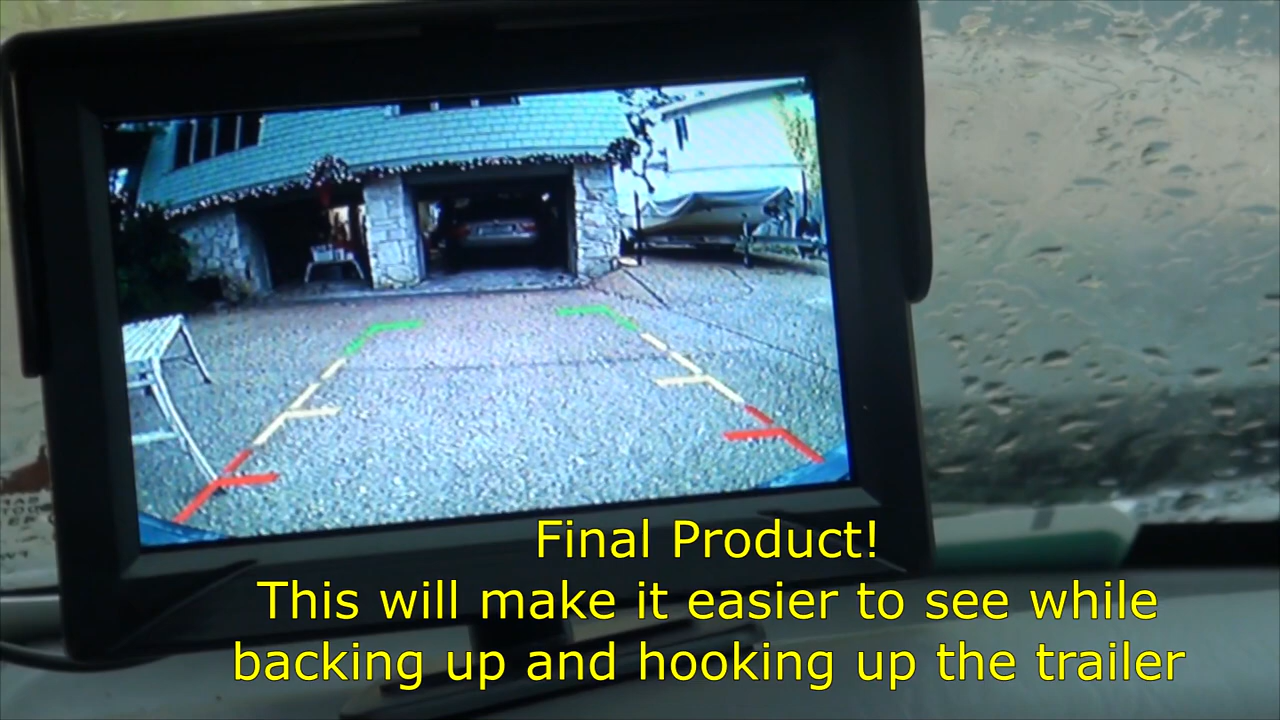 Final Product!
This will make it easier to see while
backing up and hooking up the trailer